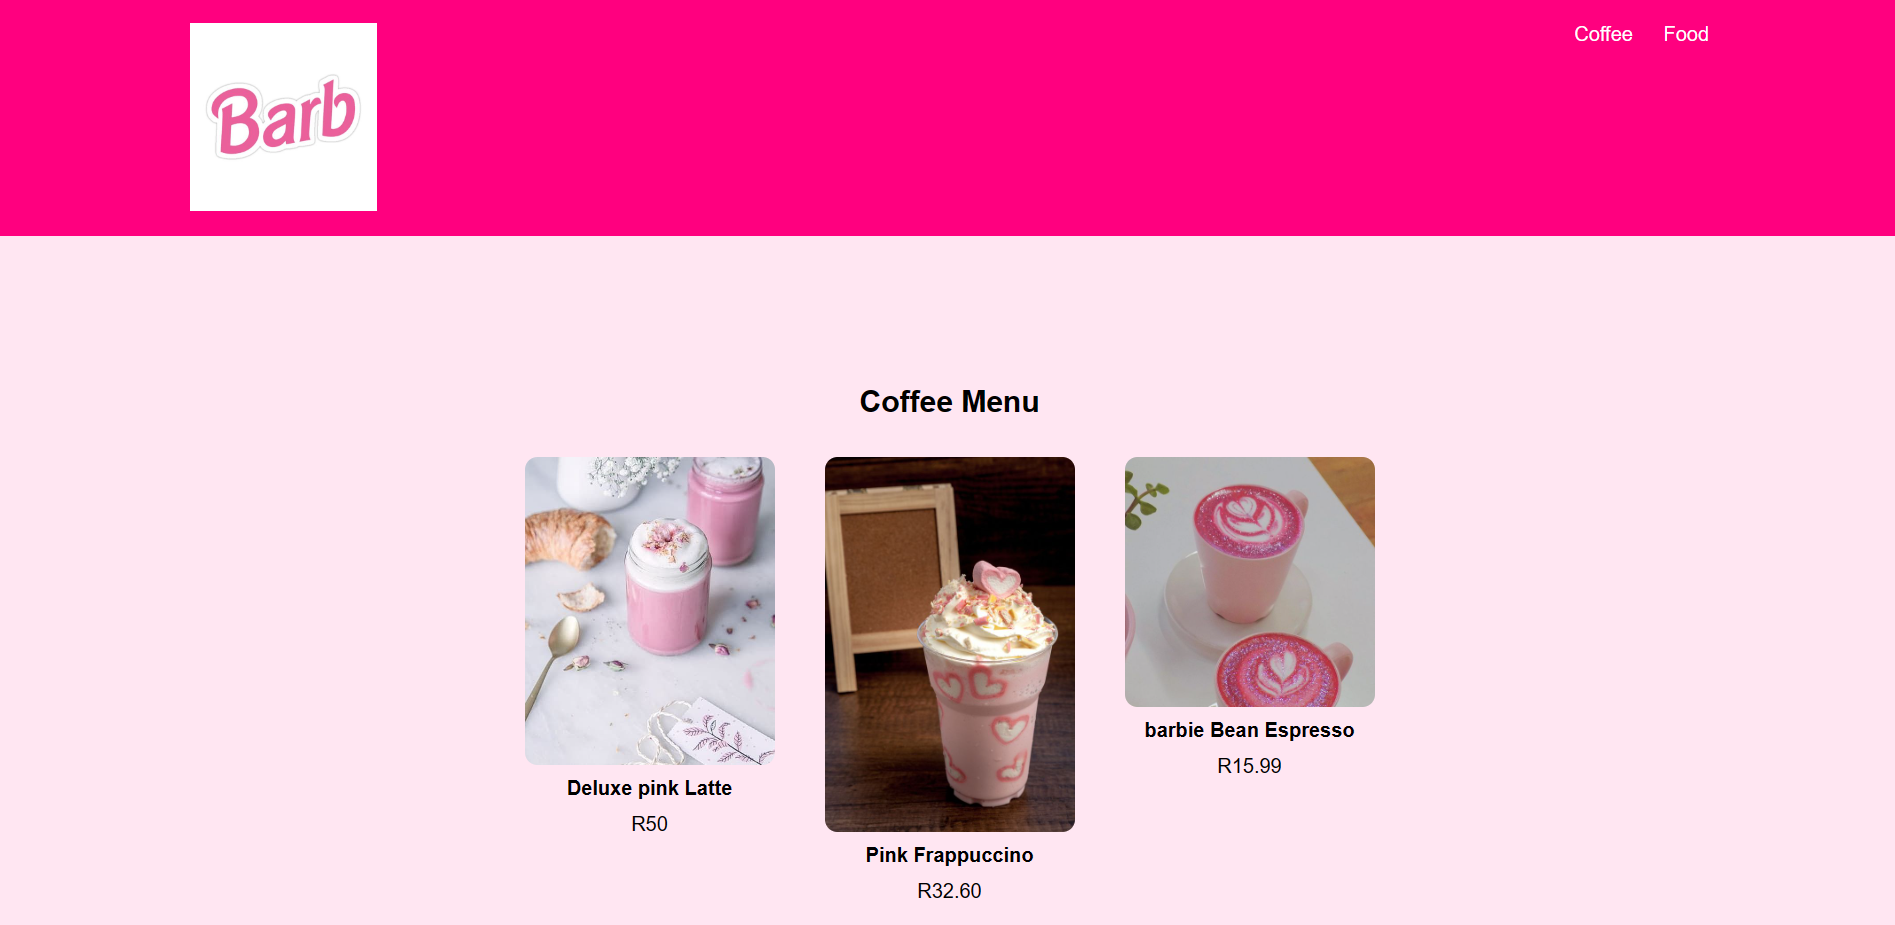 Barb
Coffee Food
Coffee Menu
Deluxe pink Latte
R50
Pink Frappuccino
R32.60
barbie Bean Espresso
R15.99